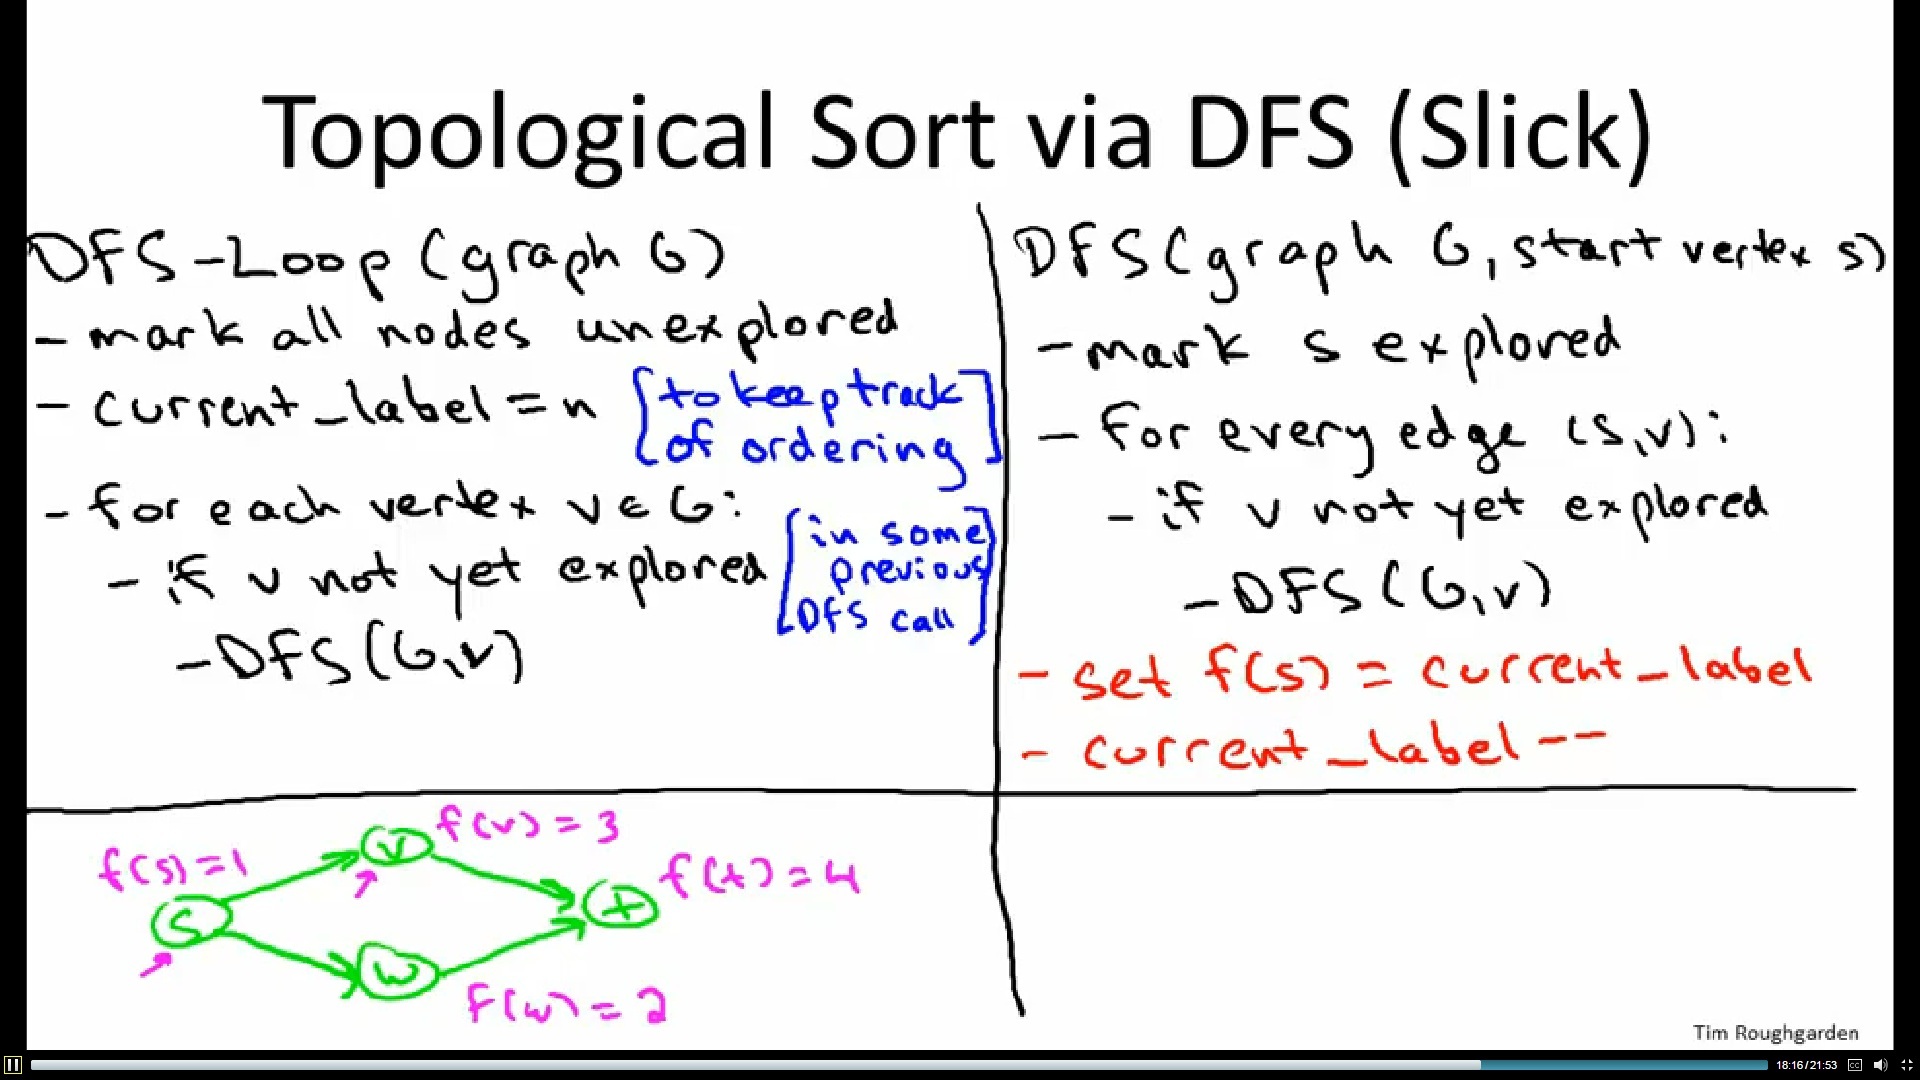 Topological Sort via DFS (Slick)
DFS-Loop (graph G)
- mark all nodes unexplored
- current_label = n [to keep track
of ordering]
- for each vertex v ∈ G:
- if v not yet explored [in some
previous
DFS call]
- DFS(G,v)
DFS(graph G, start vertex s)
- mark s explored
- for every edge (s,v):
- if v not yet explored
- DFS(G,v)
- set f(s) = current_label
- current_label --
f(v) = 3
v
f(s) = 1
f(t) = 4
s
t
w
f(w) = 2
Tim Roughgarden
18:16/21:53
CC